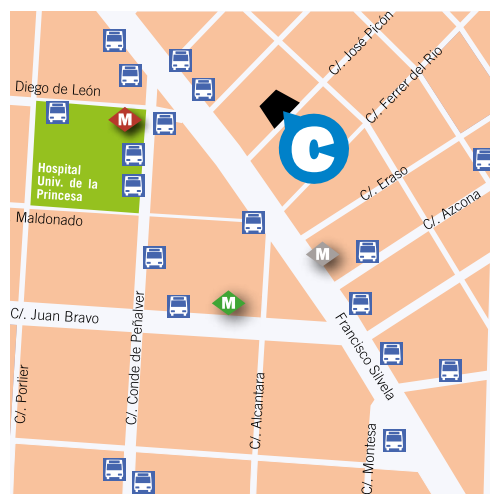 C/. José Picón
C/. Ferrer del Río
Diego de León
M
C
Hospital
Univ. de la
Princesa
C/. Eraso
C/. Azcona
Maldonado
M
M
C/. Juan Bravo
C/. Conde de Peñalver
Francisco Silvela
C/. Porlier
C/. Alcantara
C/. Montesa